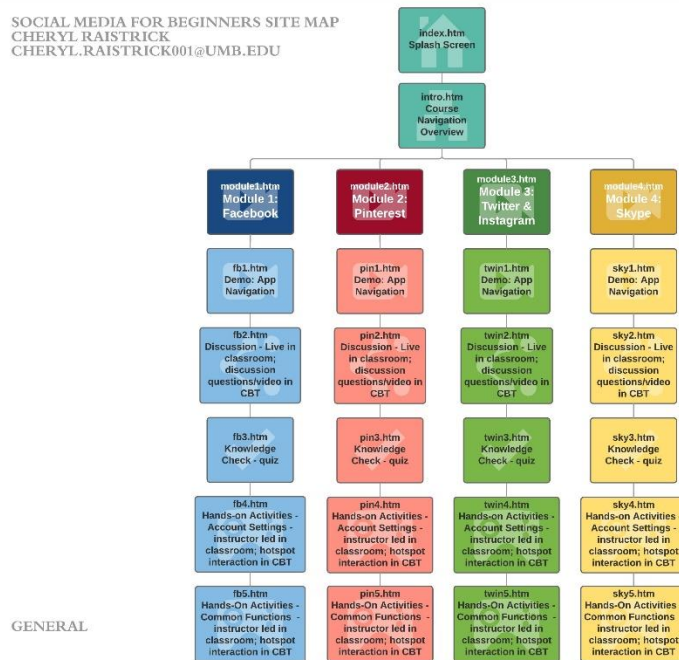 SOCIAL MEDIA FOR BEGINNERS SITE MAP
CHERYL RAISTRICK
CHERYL.RAISTRICK001@UMB.EDU
index.htm
Splash Screen
intro.htm
Course
Navigation
Overview
module1.htm
Module 1:
Facebook
module2.htm
Module 2:
Pinterest
module3.htm
Module 3:
Twitter &
Instagram
module4.htm
Module 4:
Skype
fb1.htm
Demo: App
Navigation
pin1.htm
Demo: App
Navigation
twin1.htm
Demo: App
Navigation
sky1.htm
Demo: App
Navigation
fb2.htm
Discussion - Live in
classroom;
discussion
questions/video in
CBT
pin2.htm
Discussion - Live
in classroom;
discussion
questions/video in
CBT
twin2.htm
Discussion - Live
in classroom;
discussion
questions/video in
CBT
sky2.htm
Discussion - Live
in classroom;
discussion
questions/video in
CBT
fb3.htm
Knowledge
Check - quiz
pin3.htm
Knowledge
Check - quiz
twin3.htm
Knowledge
Check - quiz
sky3.htm
Knowledge
Check - quiz
fb4.htm
Hands-on Activities -
Account Settings -
instructor led in
classroom; hotspot
interaction in CBT
pin4.htm
Hands-on Activities -
Account Settings -
instructor led in
classroom; hotspot
interaction in CBT
twin4.htm
Hands-on Activities -
Account Settings -
instructor led in
classroom; hotspot
interaction in CBT
sky4.htm
Hands-on Activities -
Account Settings -
instructor led in
classroom; hotspot
interaction in CBT
GENERAL
fb5.htm
Hands-On Activities -
Common Functions -
instructor led in
classroom; hotspot
pin5.htm
Hands-On Activities -
Common Functions -
instructor led in
classroom; hotspot
twin5.htm
Hands-On Activities -
Common Functions -
instructor led in
classroom; hotspot
sky5.htm
Hands-On Activities -
Common Functions -
instructor led in
classroom; hotspot